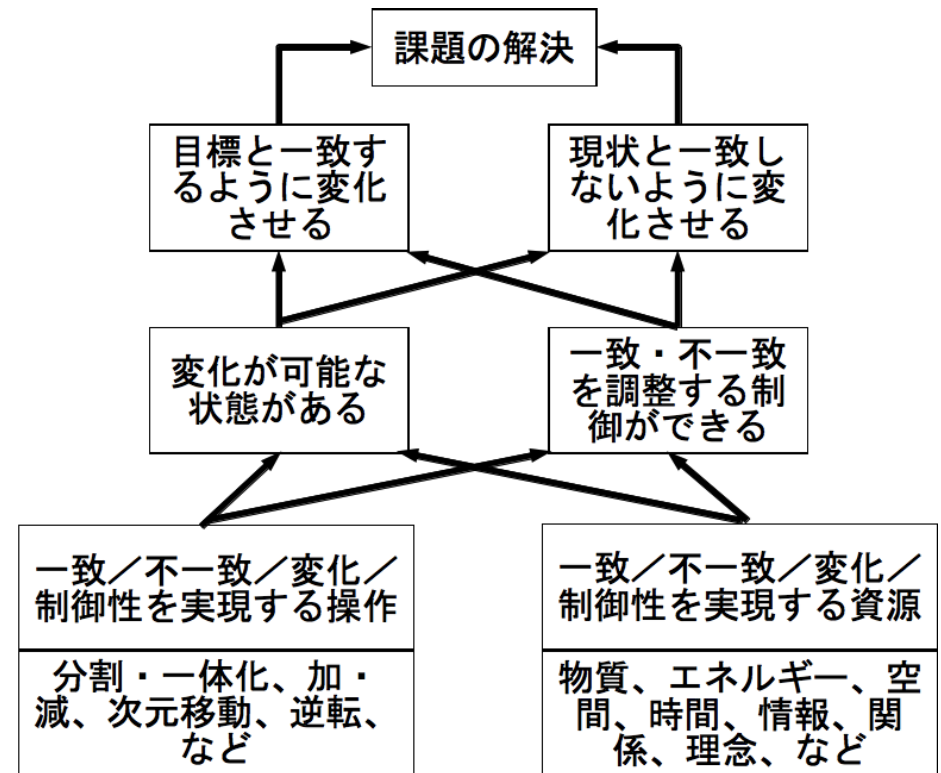 課題の解決
目標と一致す
るように変化
させる
現状と一致し
ないように変
化させる
変化が可能な
状態がある
一致・不一致
を調整する制
御ができる
一致／不一致／変化／
制御性を実現する操作
分割・一体化、加・
減、次元移動、逆転、
など
一致／不一致／変化／
制御性を実現する資源
物質、エネルギー、空
間、時間、情報、関
係、理念、など